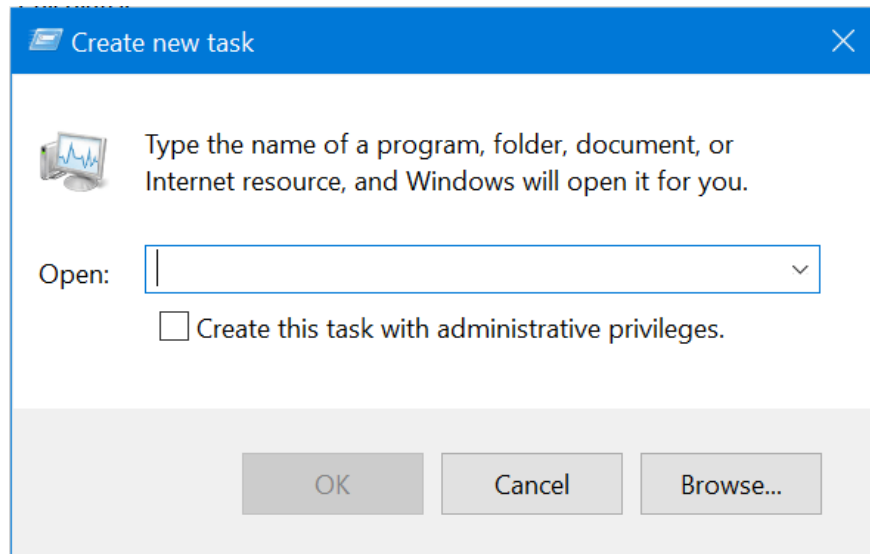 Create new task
Type the name of a program, folder, document, or
Internet resource, and Windows will open it for you.
Open:
Create this task with administrative privileges.
OK
Cancel
Browse...